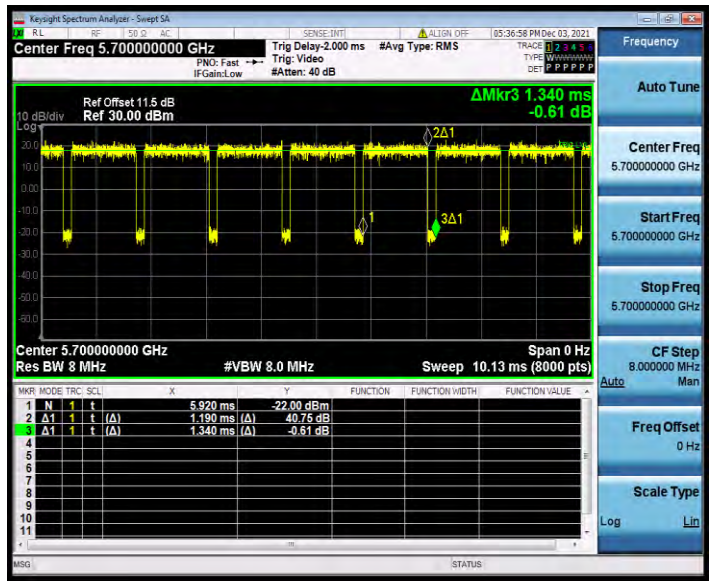 Keysight Spectrum Analyzer - Swept SA
RL RF 50 Ω AC SENSE:INT ALIGN OFF 05:36:58 PM Dec 03, 2021
Center Freq 5.700000000 GHz
PNO: Fast
IFGain:Low
Trig Delay-2.000 ms
Trig: Video
#Atten: 40 dB
#Avg Type: RMS
TRACE 1 2 3 4 5 6
TYPE WWWWWW
DET P P P P P P
Ref Offset 11.5 dB
10 dB/div Ref 30.00 dBm
Log
ΔMkr3 1.340 ms
-0.61 dB
20.0
10.0
0.00
-10.0
-20.0
-30.0
-40.0
-50.0
-60.0
2Δ1
1
3Δ1
Center 5.700000000 GHz Span 0 Hz
Res BW 8 MHz #VBW 8.0 MHz Sweep 10.13 ms (8000 pts)
MKR MODE TRC SCL X Y FUNCTION FUNCTION WIDTH FUNCTION VALUE
1 N 1 t 5.920 ms -22.00 dBm
2 Δ1 1 t (Δ) 1.190 ms (Δ) 40.75 dB
3 Δ1 1 t (Δ) 1.340 ms (Δ) -0.61 dB
4
5
6
7
8
9
10
11
MSG STATUS
Frequency
Auto Tune
Center Freq
5.700000000 GHz
Start Freq
5.700000000 GHz
Stop Freq
5.700000000 GHz
CF Step
8.000000 MHz
Auto Man
Freq Offset
0 Hz
Scale Type
Log Lin